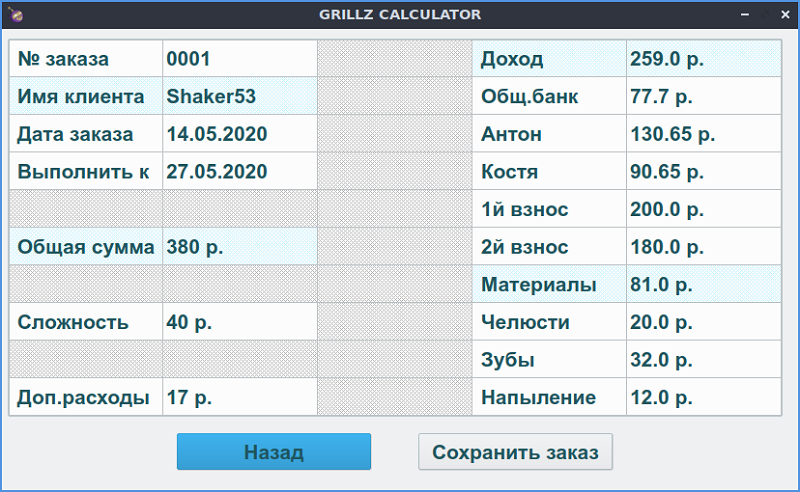 GRILLZ CALCULATOR
№ заказа 0001 Доход 259.0 р.
Имя клиента Shaker53 Общ.банк 77.7 р.
Дата заказа 14.05.2020 Антон 130.65 р.
Выполнить к 27.05.2020 Костя 90.65 р.
1й взнос 200.0 р.
Общая сумма 380 р. 2й взнос 180.0 р.
Материалы 81.0 р.
Сложность 40 р. Челюсти 20.0 р.
Зубы 32.0 р.
Доп.расходы 17 р. Напыление 12.0 р.
Назад Сохранить заказ